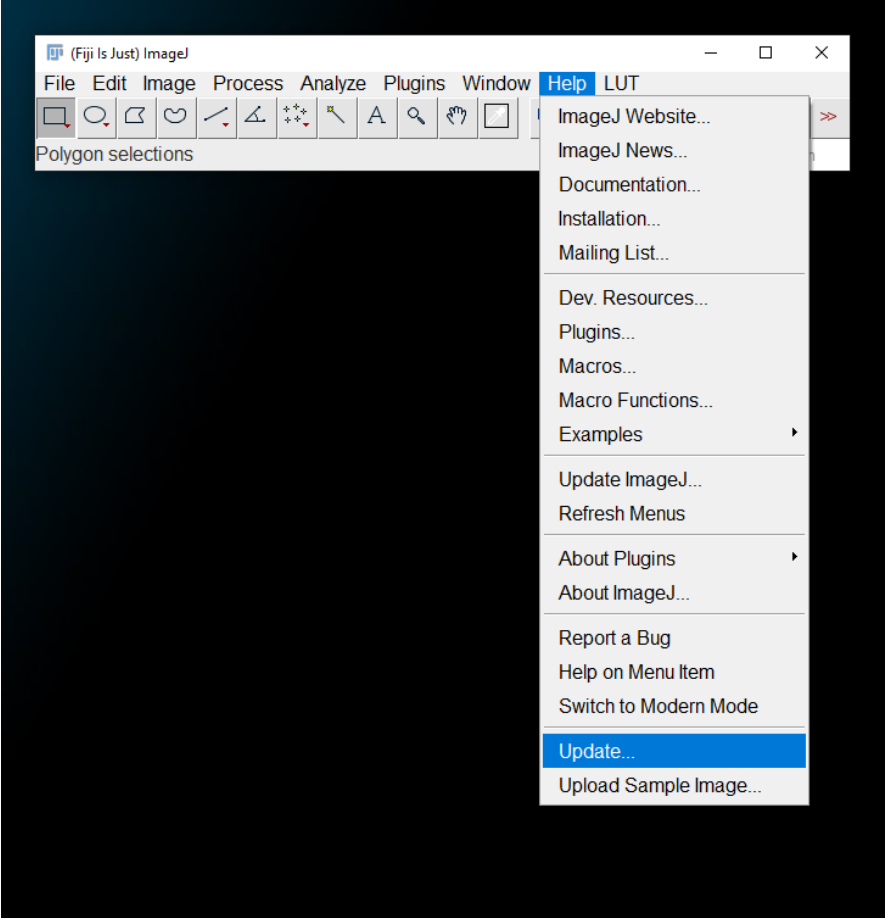 (Fiji Is Just) ImageJ
File Edit Image Process Analyze Plugins Window Help LUT
A >>
Polygon selections
ImageJ Website...
ImageJ News...
Documentation...
Installation...
Mailing List...
Dev. Resources...
Plugins...
Macros...
Macro Functions...
Examples
Update ImageJ...
Refresh Menus
About Plugins
About ImageJ...
Report a Bug
Help on Menu Item
Switch to Modern Mode
Update...
Upload Sample Image...